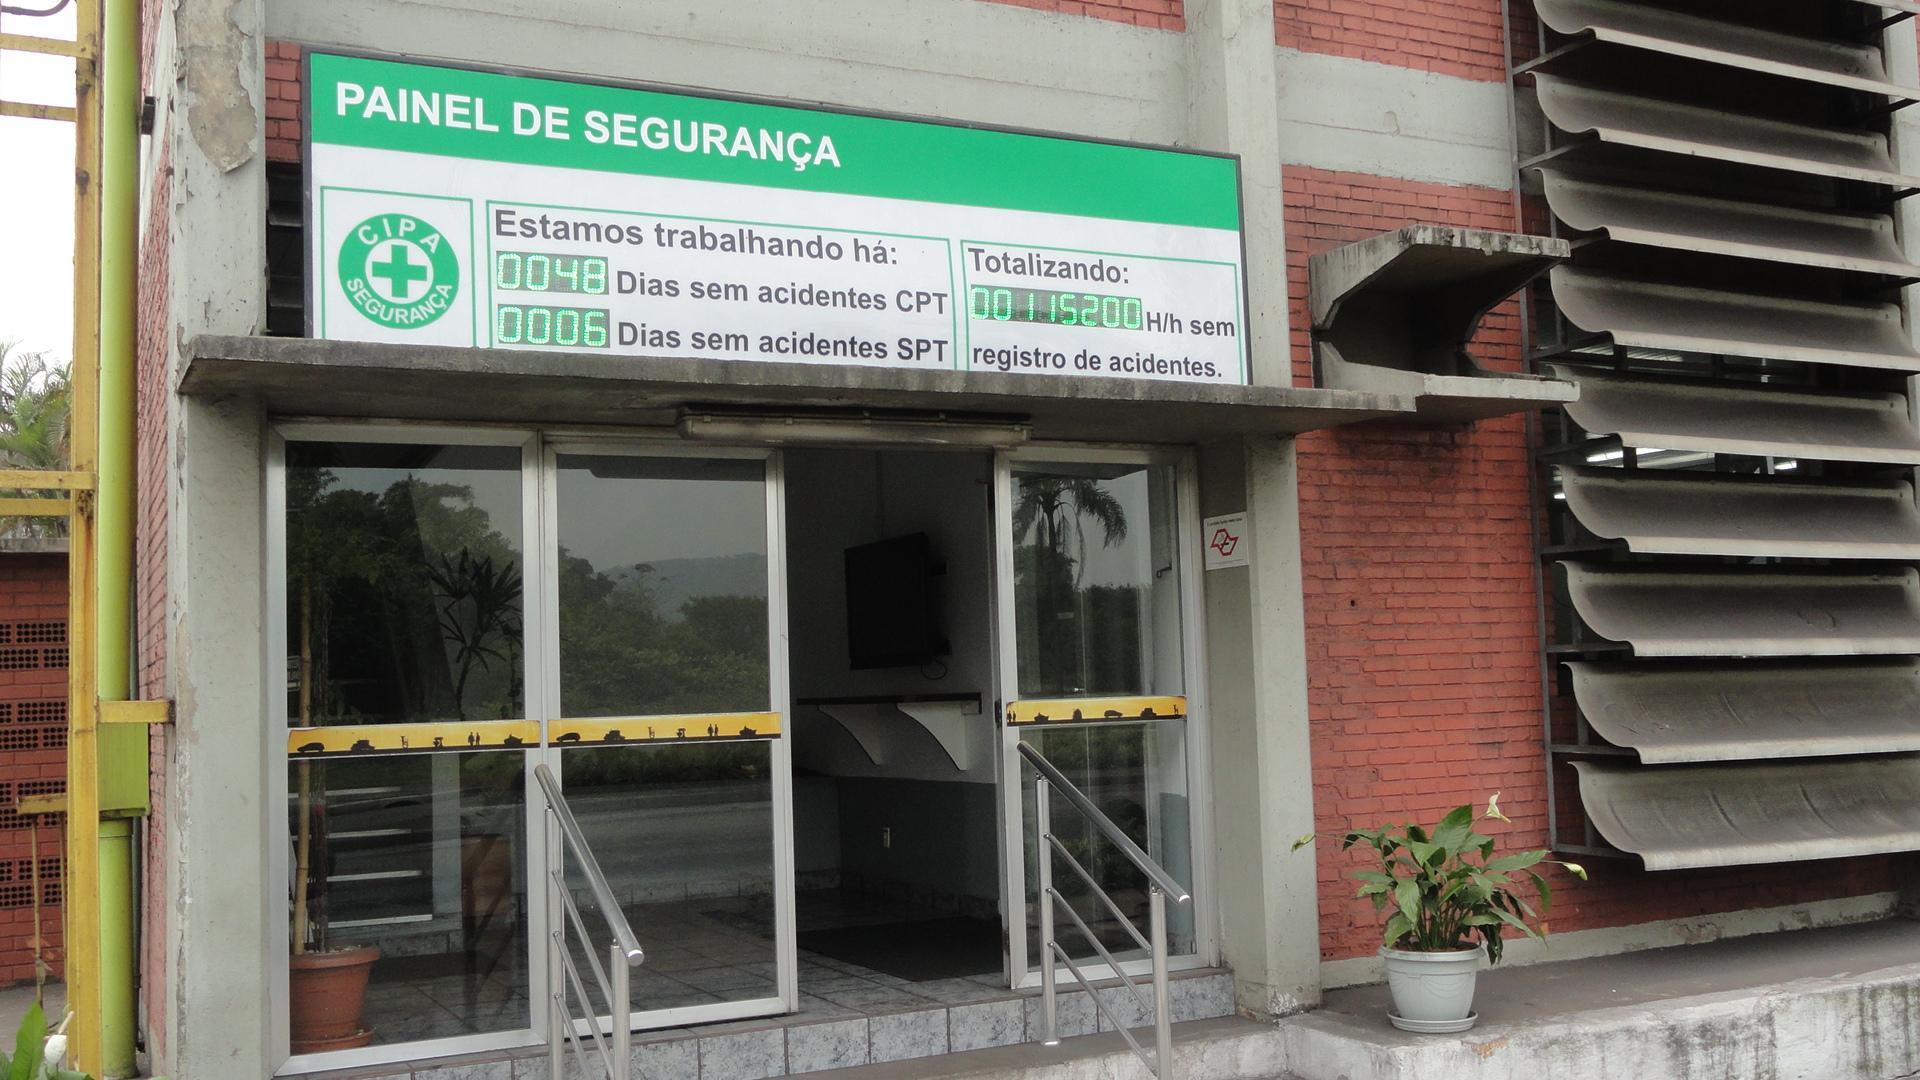 PAINEL DE SEGURANÇA
CIPA
SEGURANÇA
Estamos trabalhando há:
0048 Dias sem acidentes CPT
0006 Dias sem acidentes SPT
Totalizando:
00115200 H/h sem
registro de acidentes.